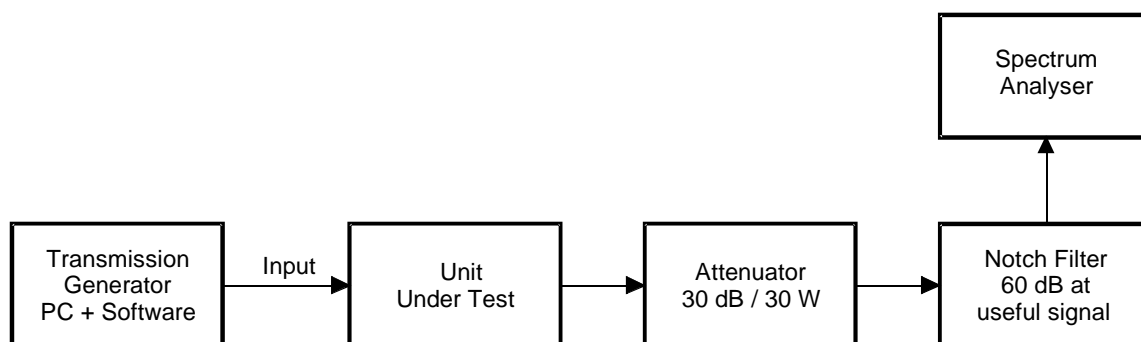 Spectrum
Analyser
Transmission
Generator
PC + Software
Input
Unit
Under Test
Attenuator
30 dB / 30 W
Notch Filter
60 dB at
useful signal